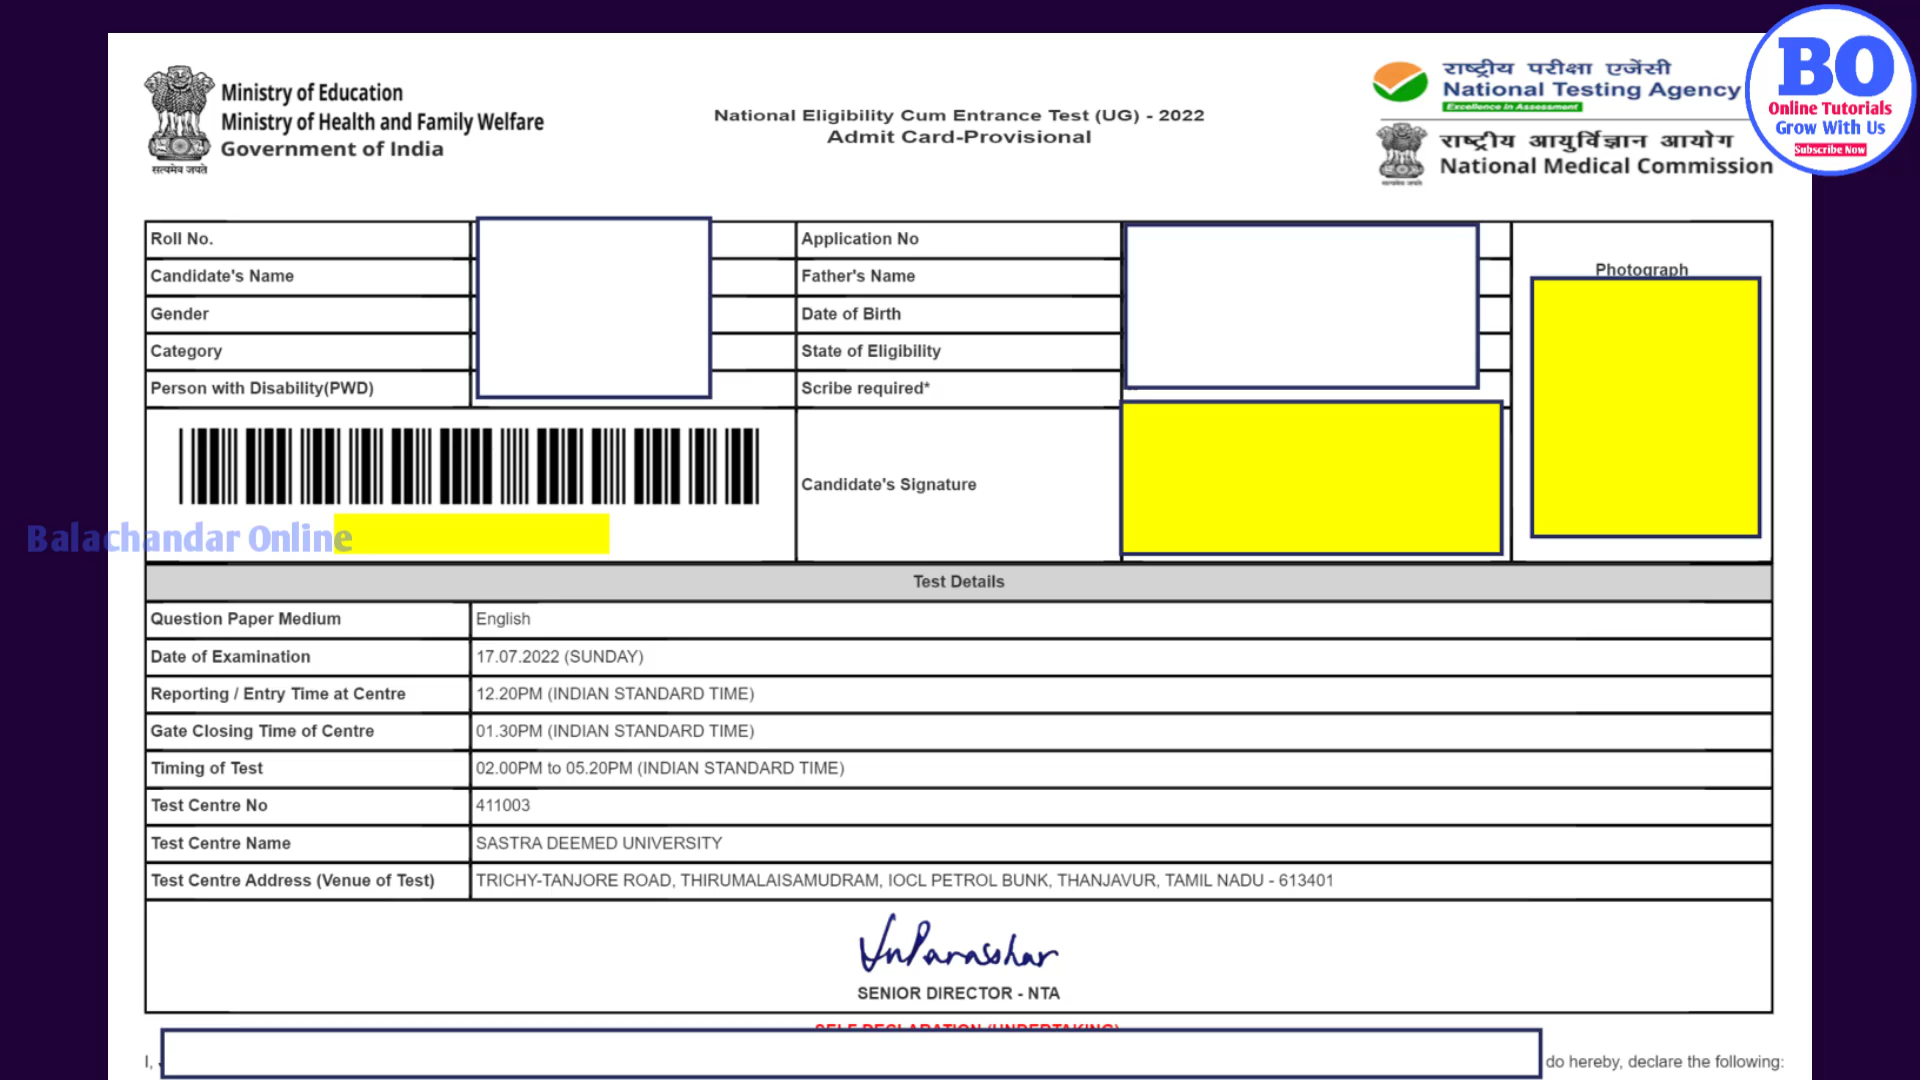 Ministry of Education
Ministry of Health and Family Welfare
Government of India
सत्यमेव जयते
National Eligibility Cum Entrance Test (UG) - 2022
Admit Card-Provisional
राष्ट्रीय परीक्षा एजेंसी
National Testing Agency
Excellence in Assessment
राष्ट्रीय आयुर्विज्ञान आयोग
National Medical Commission
BO
Online Tutorials
Grow With Us
Subscribe Now
Roll No.
Application No
Photograph
Candidate's Name
Father's Name
Gender
Date of Birth
Category
State of Eligibility
Person with Disability(PWD)
Scribe required*
Candidate's Signature
Balachandar Online
Test Details
Question Paper Medium English
Date of Examination 17.07.2022 (SUNDAY)
Reporting / Entry Time at Centre 12.20PM (INDIAN STANDARD TIME)
Gate Closing Time of Centre 01.30PM (INDIAN STANDARD TIME)
Timing of Test 02.00PM to 05.20PM (INDIAN STANDARD TIME)
Test Centre No 411003
Test Centre Name SASTRA DEEMED UNIVERSITY
Test Centre Address (Venue of Test) TRICHY-TANJORE ROAD, THIRUMALAISAMUDRAM, IOCL PETROL BUNK, THANJAVUR, TAMIL NADU - 613401
VnParashar
SENIOR DIRECTOR - NTA
SELF DECLARATION (UNDERTAKING)
I, do hereby, declare the following: